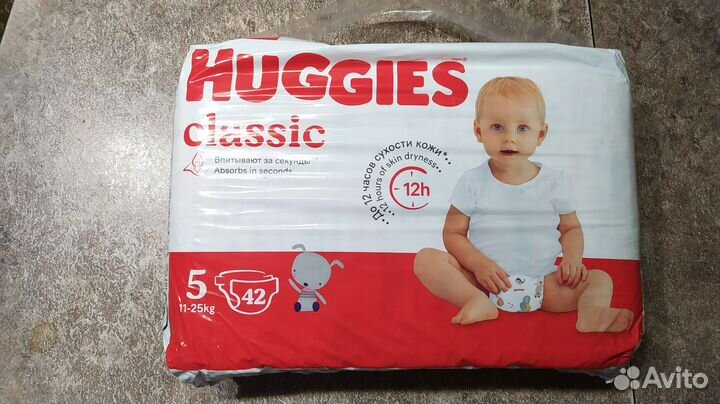 HUGGIES
classic
Впитывают за секунды*
Absorbs in seconds
••До 12 часов сухости кожи*••
••12 hours of skin dryness••
12h
5
11-25kg
42
Avito